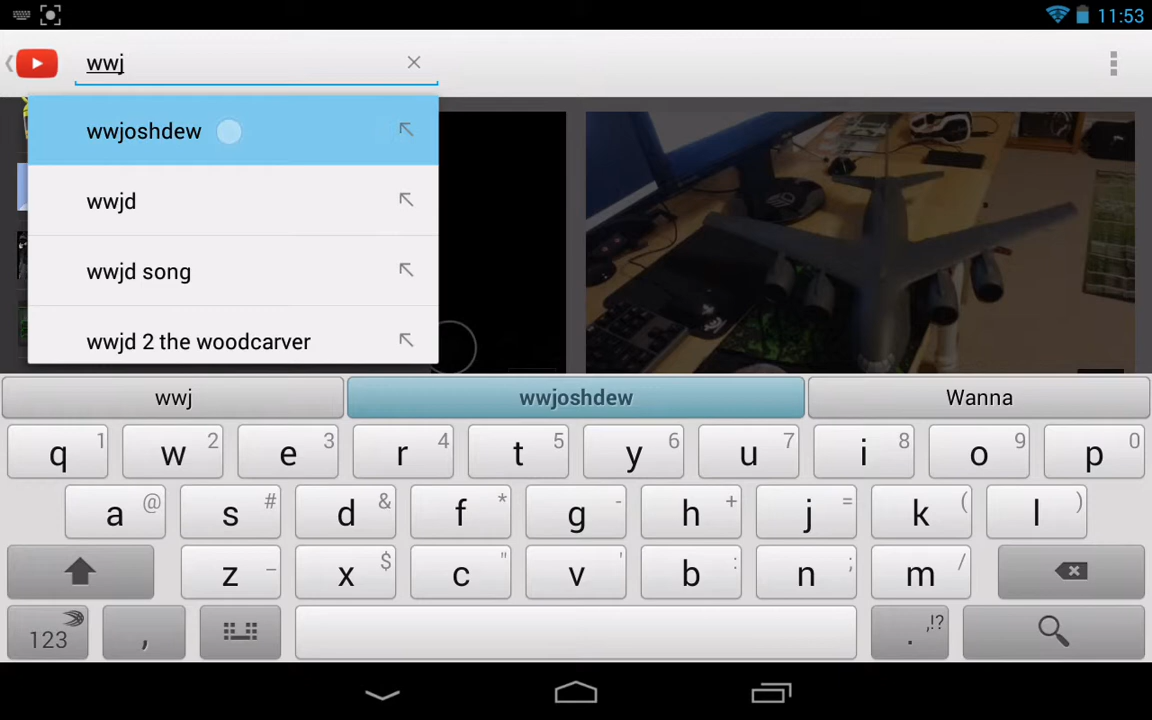 11:53
wwj
wwjoshdew
wwjd
wwjd song
wwjd 2 the woodcarver
wwj wwjoshdew Wanna
q 1 w 2 e 3 r 4 t 5 y 6 u 7 i 8 o 9 p 0
a @ s # d & f * g - h + j = k ( l )
z _ x $ c " v ' b : n ; m /
123 , . ,!?